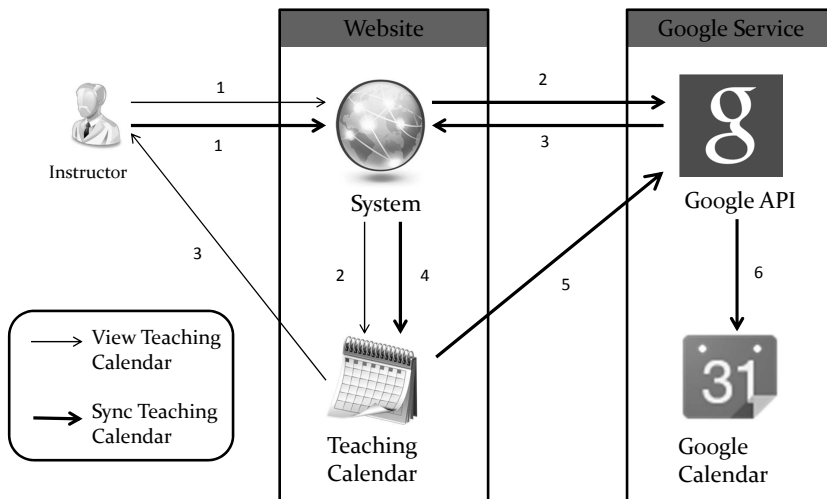 Website
Google Service
1
2
g
1
3
Instructor
System
Google API
3
2
4
5
6
View Teaching
Calendar
31
Sync Teaching
Calendar
Teaching
Calendar
Google
Calendar